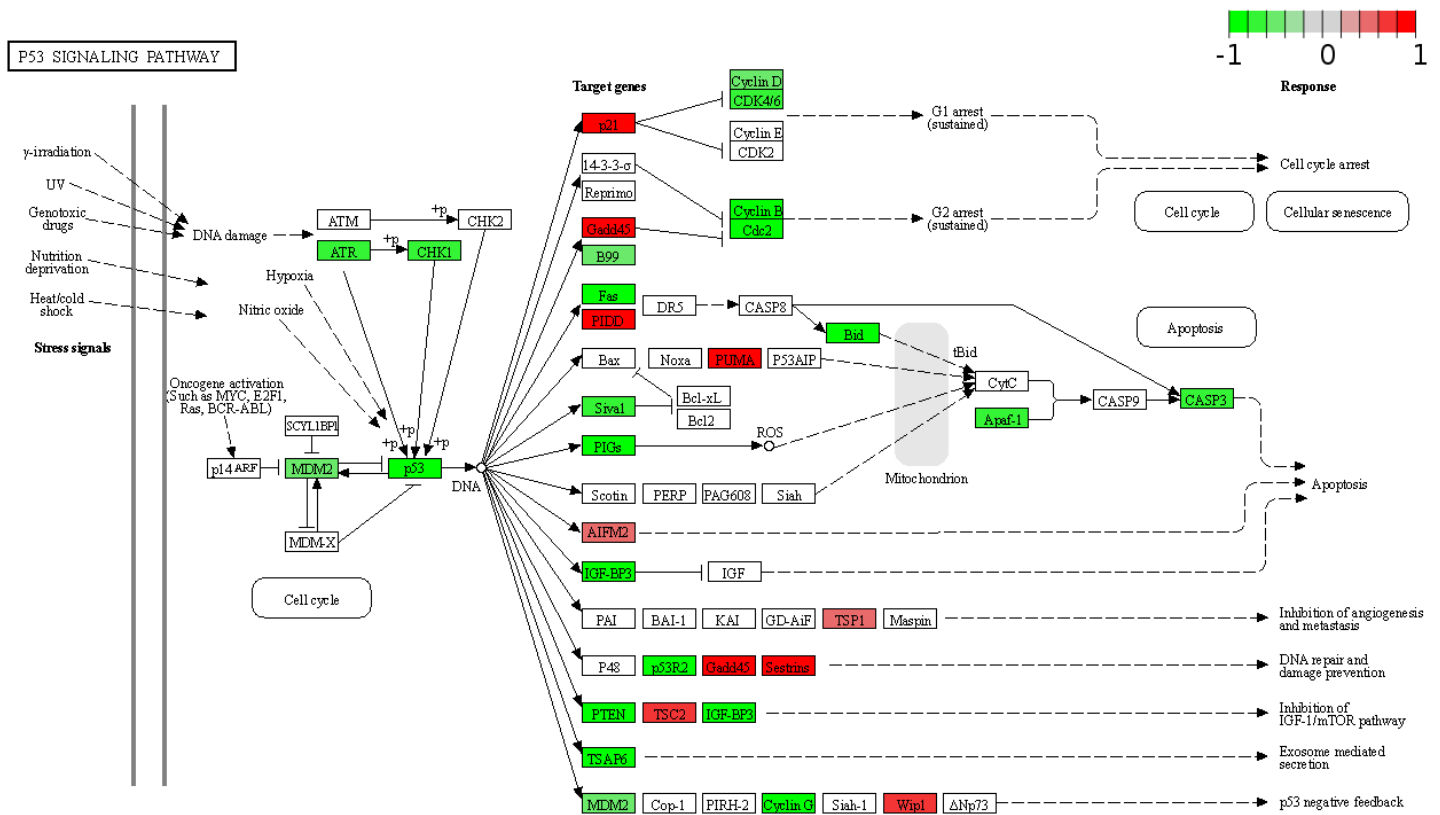 -1 0 1
P53 SIGNALING PATHWAY
Target genes
Response
Cyclin D
CDK4/6
p21
G1 arrest
(sustained)
Cyclin E
CDK2
γ-irradiation
14-3-3-σ
Cell cycle arrest
UV
Reprimo
Genotoxic
drugs
ATM
+p
CHK2
Cyclin B
Cdc2
G2 arrest
(sustained)
Cell cycle
Cellular senescence
DNA damage
Gadd45
ATR
+p
CHK1
B99
Nutrition
deprivation
Hypoxia
Heat/cold
shock
Nitric oxide
Fas
PIDD
DR5
CASP8
Apoptosis
Bid
Stress signals
tBid
Bax
Noxa
PUMA
P53AIP
CytC
Oncogene activation
(Such as MYC, E2F1,
Ras, BCR-ABL)
Siva1
Bcl-xL
Bcl2
CASP9
CASP3
Apaf-1
SCYL1BP1
+p
+p
+p
PIGs
ROS
p14 ARF
MDM2
p53
DNA
Mitochondrion
Scotin
PERP
PAG608
Siah
Apoptosis
MDM-X
AIFM2
IGF-BP3
IGF
Cell cycle
PAI
BAI-1
KAI
GD-AiF
TSP1
Maspin
Inhibition of angiogenesis
and metastasis
P48
p53R2
Gadd45
Sestrins
DNA repair and
damage prevention
PTEN
TSC2
IGF-BP3
Inhibition of
IGF-1/mTOR pathway
TSAP6
Exosome mediated
secretion
MDM2
Cop-1
PIRH-2
Cyclin G
Siah-1
Wip1
ΔNp73
p53 negative feedback